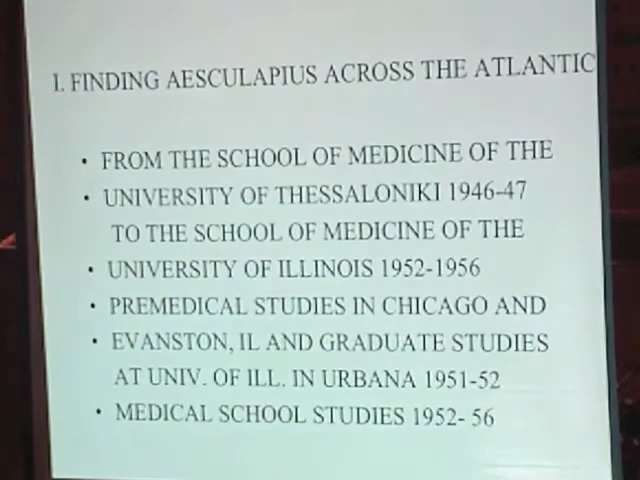 I. FINDING AESCULAPIUS ACROSS THE ATLANTIC
• FROM THE SCHOOL OF MEDICINE OF THE
• UNIVERSITY OF THESSALONIKI 1946-47
TO THE SCHOOL OF MEDICINE OF THE
• UNIVERSITY OF ILLINOIS 1952-1956
• PREMEDICAL STUDIES IN CHICAGO AND
• EVANSTON, IL AND GRADUATE STUDIES
AT UNIV. OF ILL. IN URBANA 1951-52
• MEDICAL SCHOOL STUDIES 1952- 56